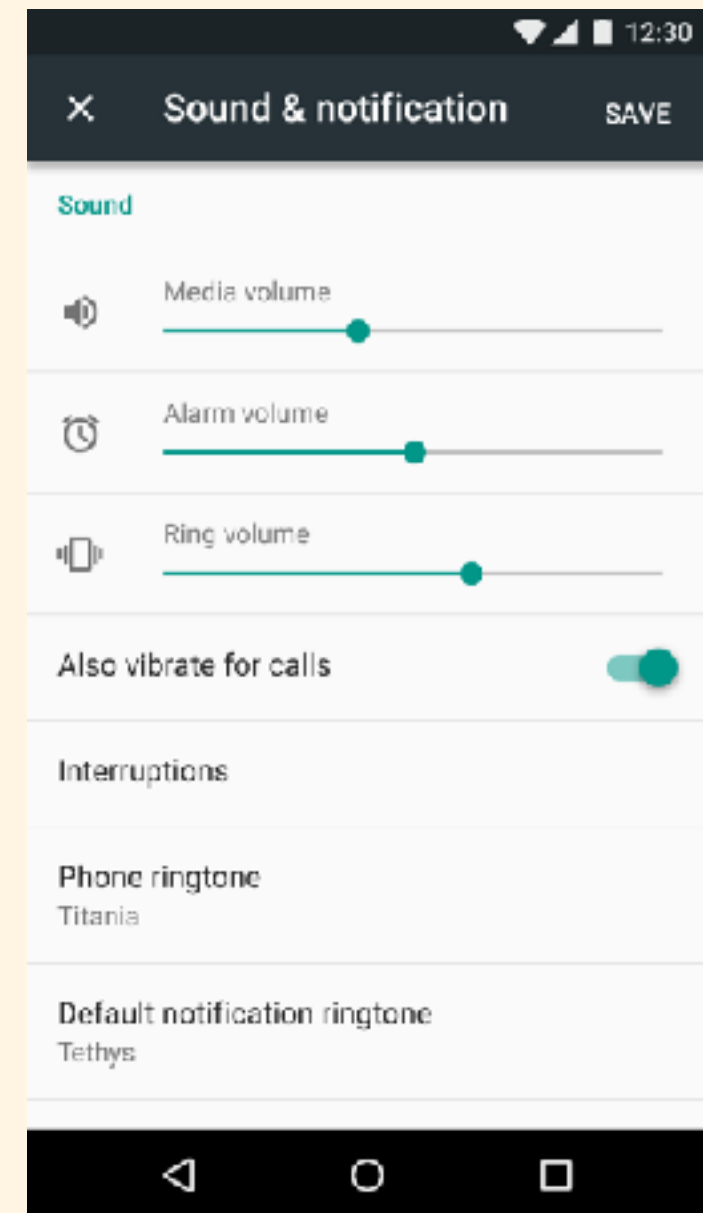 12:30
Sound & notification SAVE
Sound
Media volume
Alarm volume
Ring volume
Also vibrate for calls
Interruptions
Phone ringtone
Titania
Default notification ringtone
Tethys